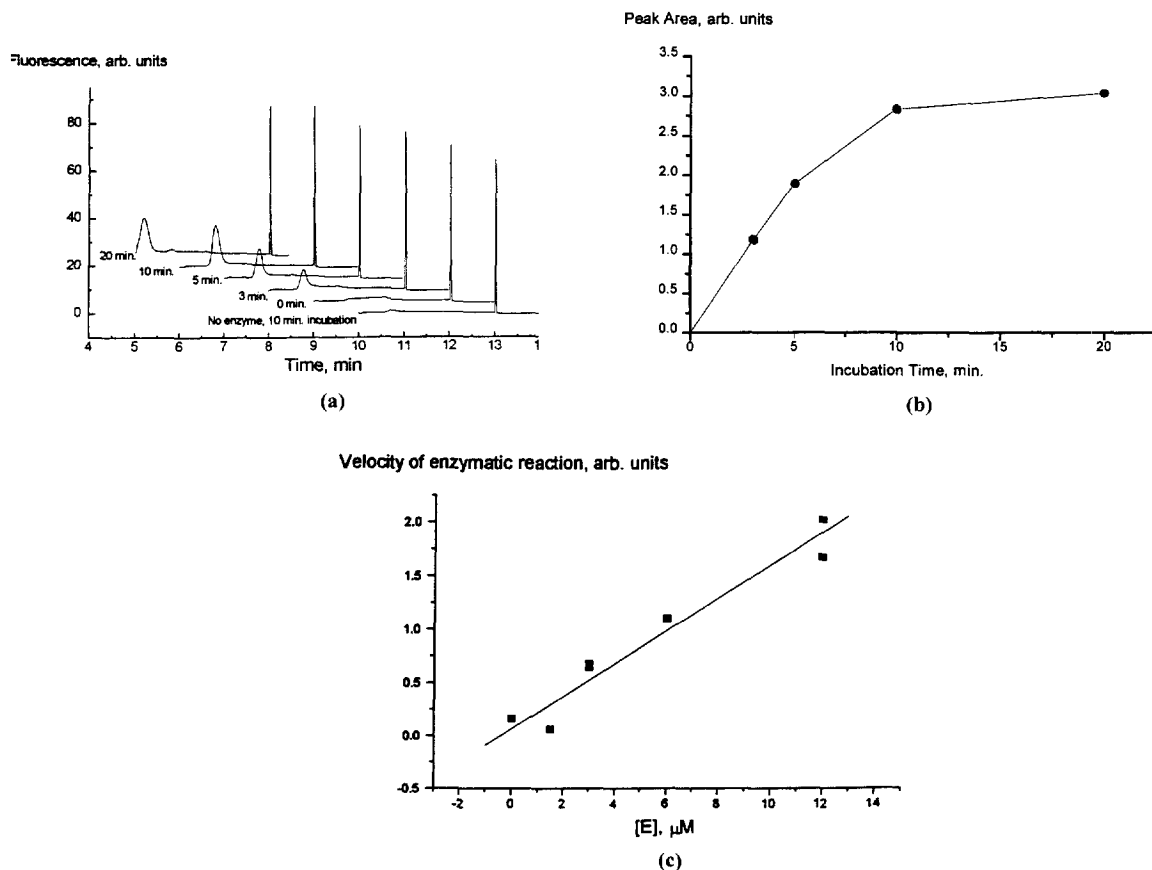 Fluorescence, arb. units
80
60
40
20
0
20 min.
10 min.
5 min.
3 min.
0 min.
No enzyme, 10 min. incubation
4 5 6 7 8 9 10 11 12 13 1
Time, min
(a)
Peak Area, arb. units
3.5
3.0
2.5
2.0
1.5
1.0
0.5
0.0
0 5 10 15 20
Incubation Time, min.
(b)
Velocity of enzymatic reaction, arb. units
2.0
1.5
1.0
0.5
0.0
-0.5
-2 0 2 4 6 8 10 12 14
[E], μM
(c)